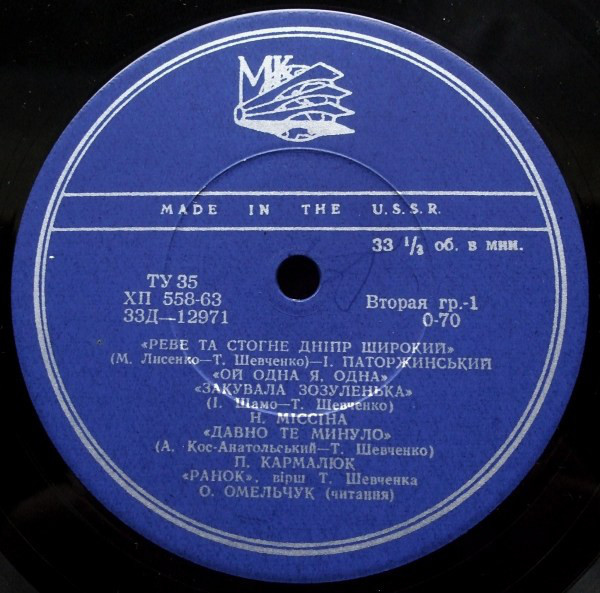 МК
MADE IN THE U.S.S.R.
33 1/3 об. в мин.
ТУ 35
ХП 558-63
33Д—12971
Вторая гр.-1
0-70
«РЕВЕ ТА СТОГНЕ ДНІПР ШИРОКИЙ»
(М. Лисенко—Т. Шевченко)—І. ПАТОРЖИНСЬКИЙ
«ОЙ ОДНА Я, ОДНА»
«ЗАКУВАЛА ЗОЗУЛЕНЬКА»
(І. Шамо—Т. Шевченко)
Н. МІССІНА
«ДАВНО ТЕ МИНУЛО»
(А. Кос-Анатольський—Т. Шевченко)
П. КАРМАЛЮК
«РАНОК», вірш Т. Шевченка
О. ОМЕЛЬЧУК (читання)